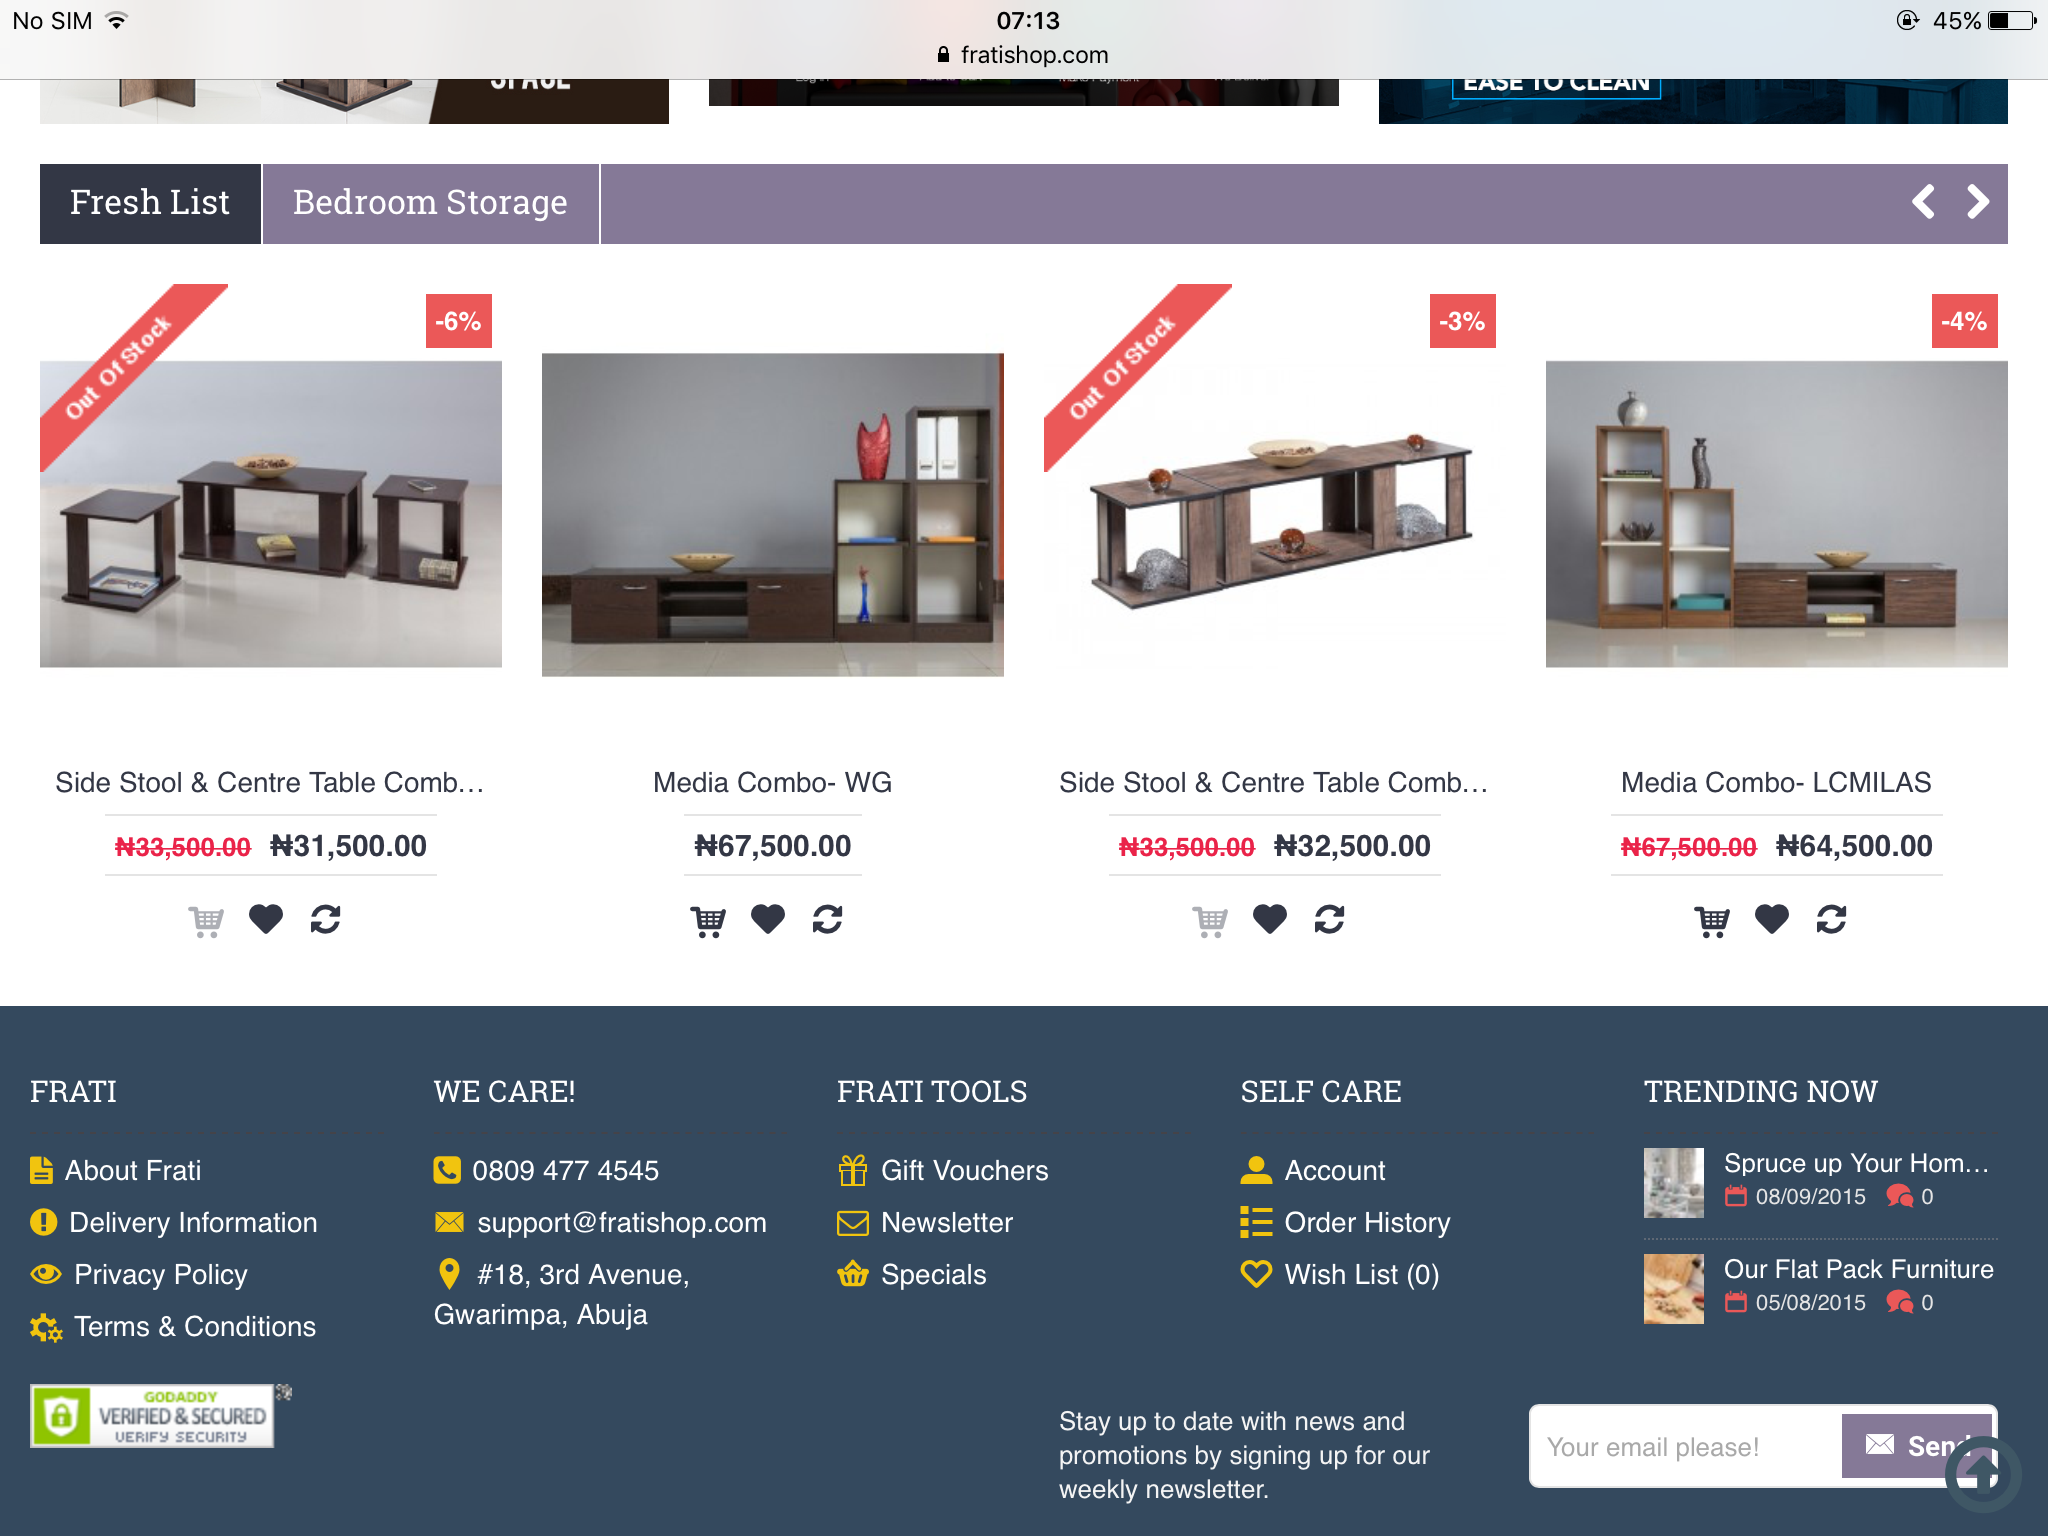 No SIM
07:13
45%
fratishop.com
SPACE
EASE TO CLEAN
Fresh List
Bedroom Storage
Out Of Stock
-6%
Out Of Stock
-3%
-4%
Side Stool & Centre Table Comb...
Media Combo- WG
Side Stool & Centre Table Comb...
Media Combo- LCMILAS
₦33,500.00 ₦31,500.00
₦67,500.00
₦33,500.00 ₦32,500.00
₦67,500.00 ₦64,500.00
FRATI
About Frati
Delivery Information
Privacy Policy
Terms & Conditions
WE CARE!
0809 477 4545
support@fratishop.com
#18, 3rd Avenue,
Gwarimpa, Abuja
FRATI TOOLS
Gift Vouchers
Newsletter
Specials
SELF CARE
Account
Order History
Wish List (0)
TRENDING NOW
Spruce up Your Hom...
08/09/2015 0
Our Flat Pack Furniture
05/08/2015 0
GODADDY
VERIFIED & SECURED
VERIFY SECURITY
Stay up to date with news and
promotions by signing up for our
weekly newsletter.
Your email please!
Send